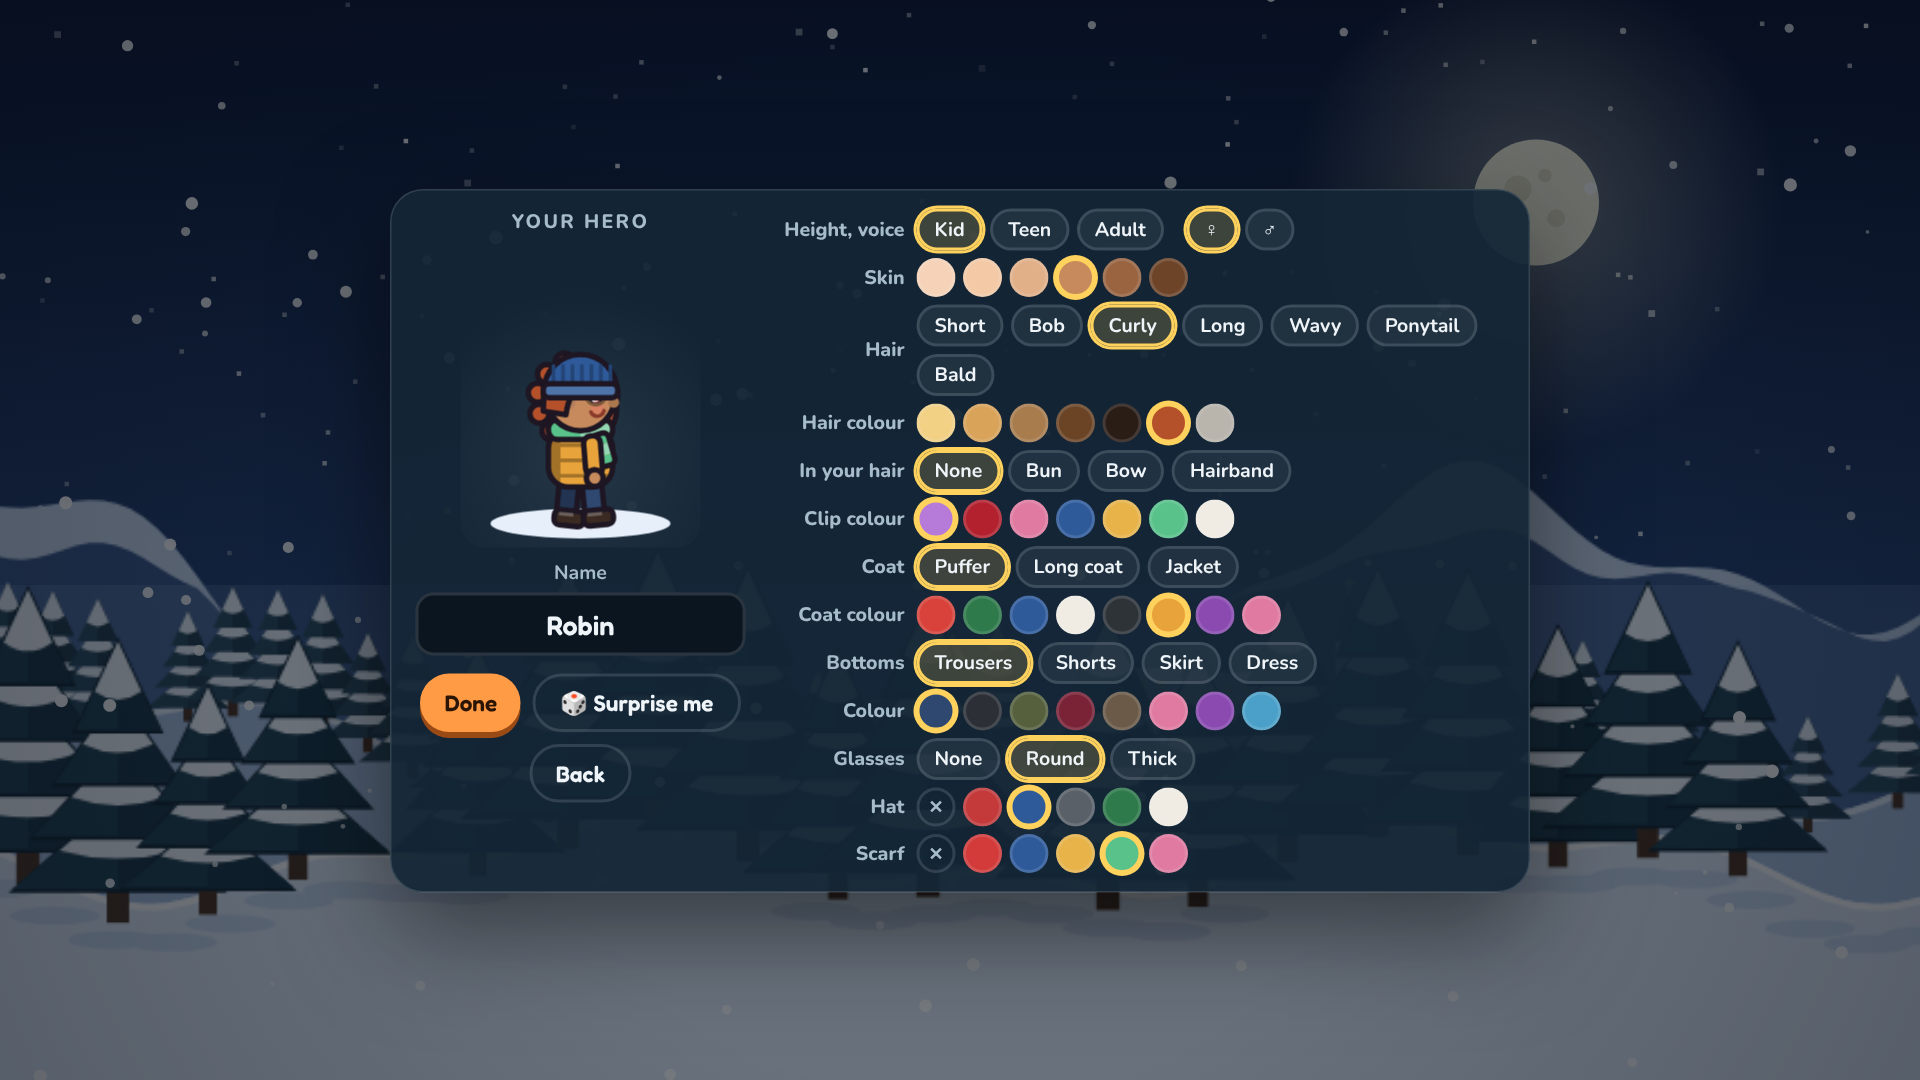 YOUR HERO
Name
Robin
Done
Surprise me
Back
Height, voice Kid Teen Adult ♀ ♂
Skin
Hair Short Bob Curly Long Wavy Ponytail
Bald
Hair colour
In your hair None Bun Bow Hairband
Clip colour
Coat Puffer Long coat Jacket
Coat colour
Bottoms Trousers Shorts Skirt Dress
Colour
Glasses None Round Thick
Hat ×
Scarf ×